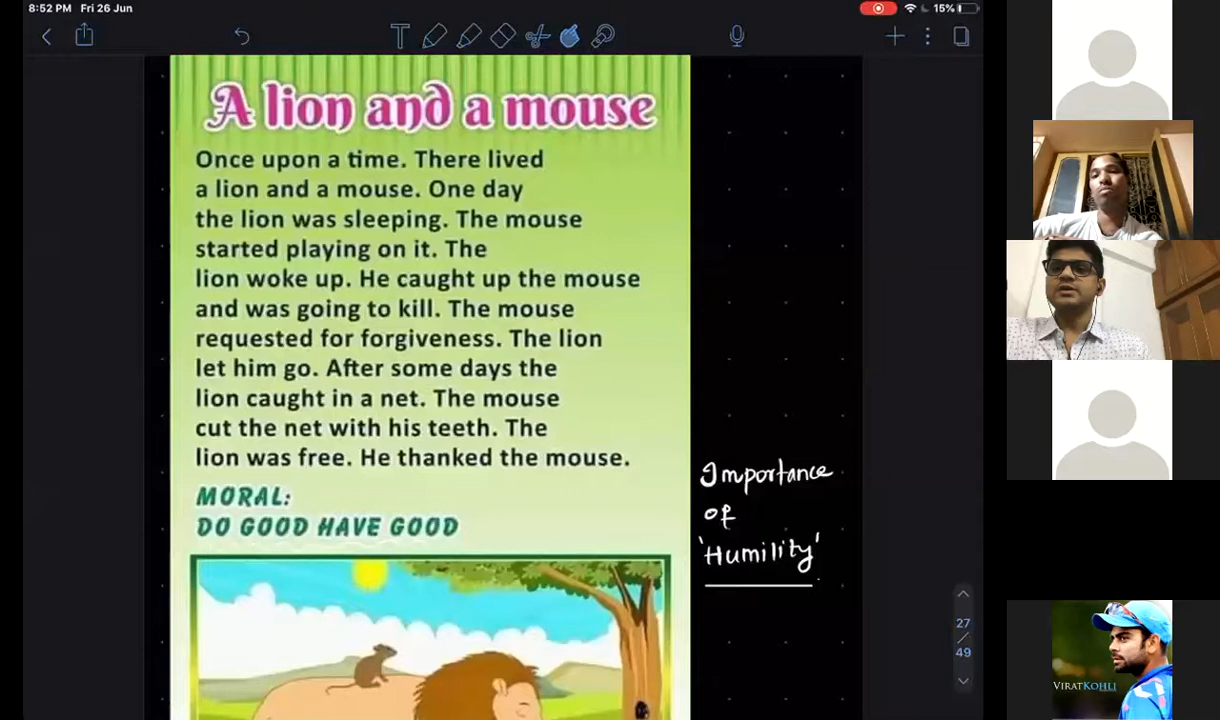 8:52 PM Fri 26 Jun
15%
A lion and a mouse
Once upon a time. There lived
a lion and a mouse. One day
the lion was sleeping. The mouse
started playing on it. The
lion woke up. He caught up the mouse
and was going to kill. The mouse
requested for forgiveness. The lion
let him go. After some days the
lion caught in a net. The mouse
cut the net with his teeth. The
lion was free. He thanked the mouse.
MORAL:
DO GOOD HAVE GOOD
Importance
of
'Humility'
27
/
49
VIRATKOHLI